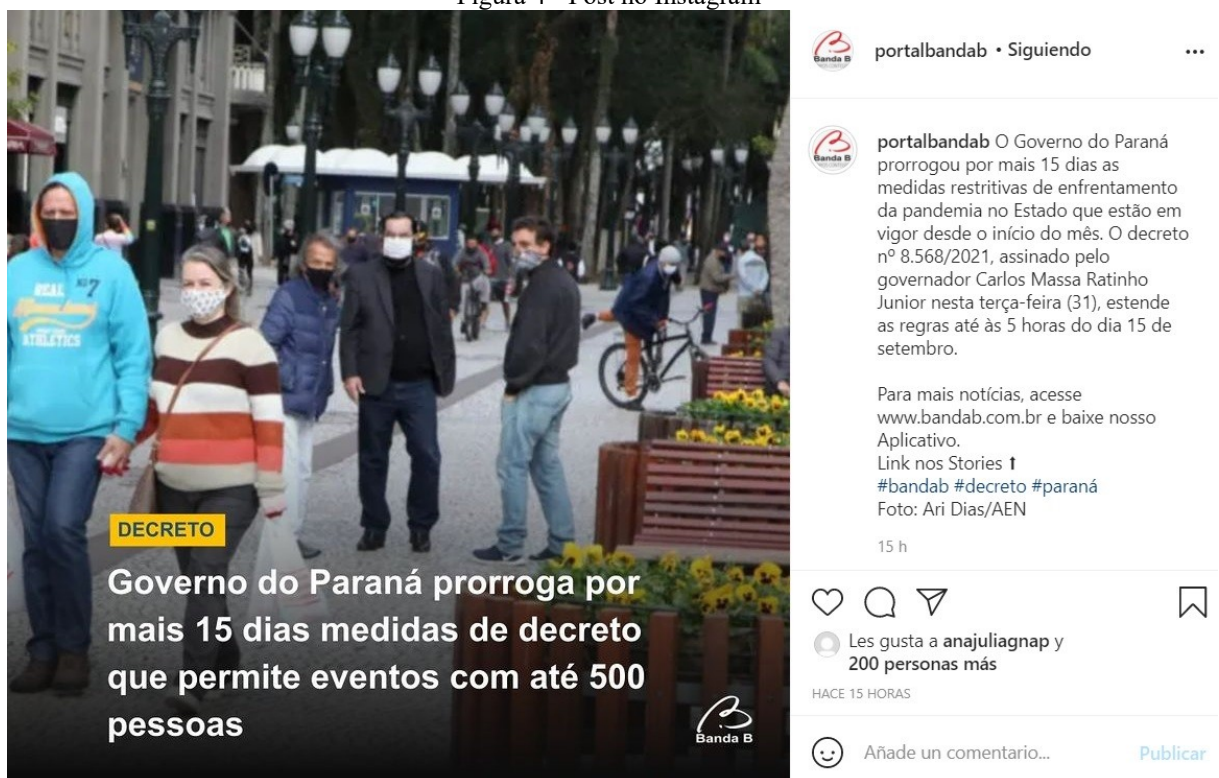 Figura 4 - Post no Instagram
REAL Nº7
ATHLETICS
DECRETO
Governo do Paraná prorroga por
mais 15 dias medidas de decreto
que permite eventos com até 500
pessoas
Banda B
Banda B
portalbandab • Siguiendo
Banda B
portalbandab O Governo do Paraná
prorrogou por mais 15 dias as
medidas restritivas de enfrentamento
da pandemia no Estado que estão em
vigor desde o início do mês. O decreto
nº 8.568/2021, assinado pelo
governador Carlos Massa Ratinho
Junior nesta terça-feira (31), estende
as regras até às 5 horas do dia 15 de
setembro.
Para mais notícias, acesse
www.bandab.com.br e baixe nosso
Aplicativo.
Link nos Stories ⬆
#bandab #decreto #paraná
Foto: Ari Dias/AEN
15 h
Les gusta a anajuliagnap y
200 personas más
HACE 15 HORAS
Añade un comentario...
Publicar